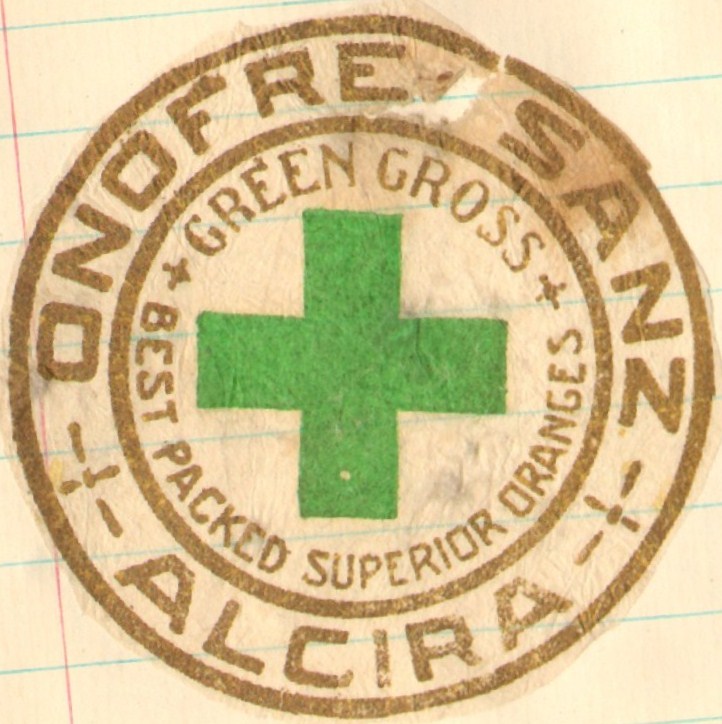 ONOFRE SANZ
GREEN GROSS
BEST PACKED SUPERIOR ORANGES
ALCIRA